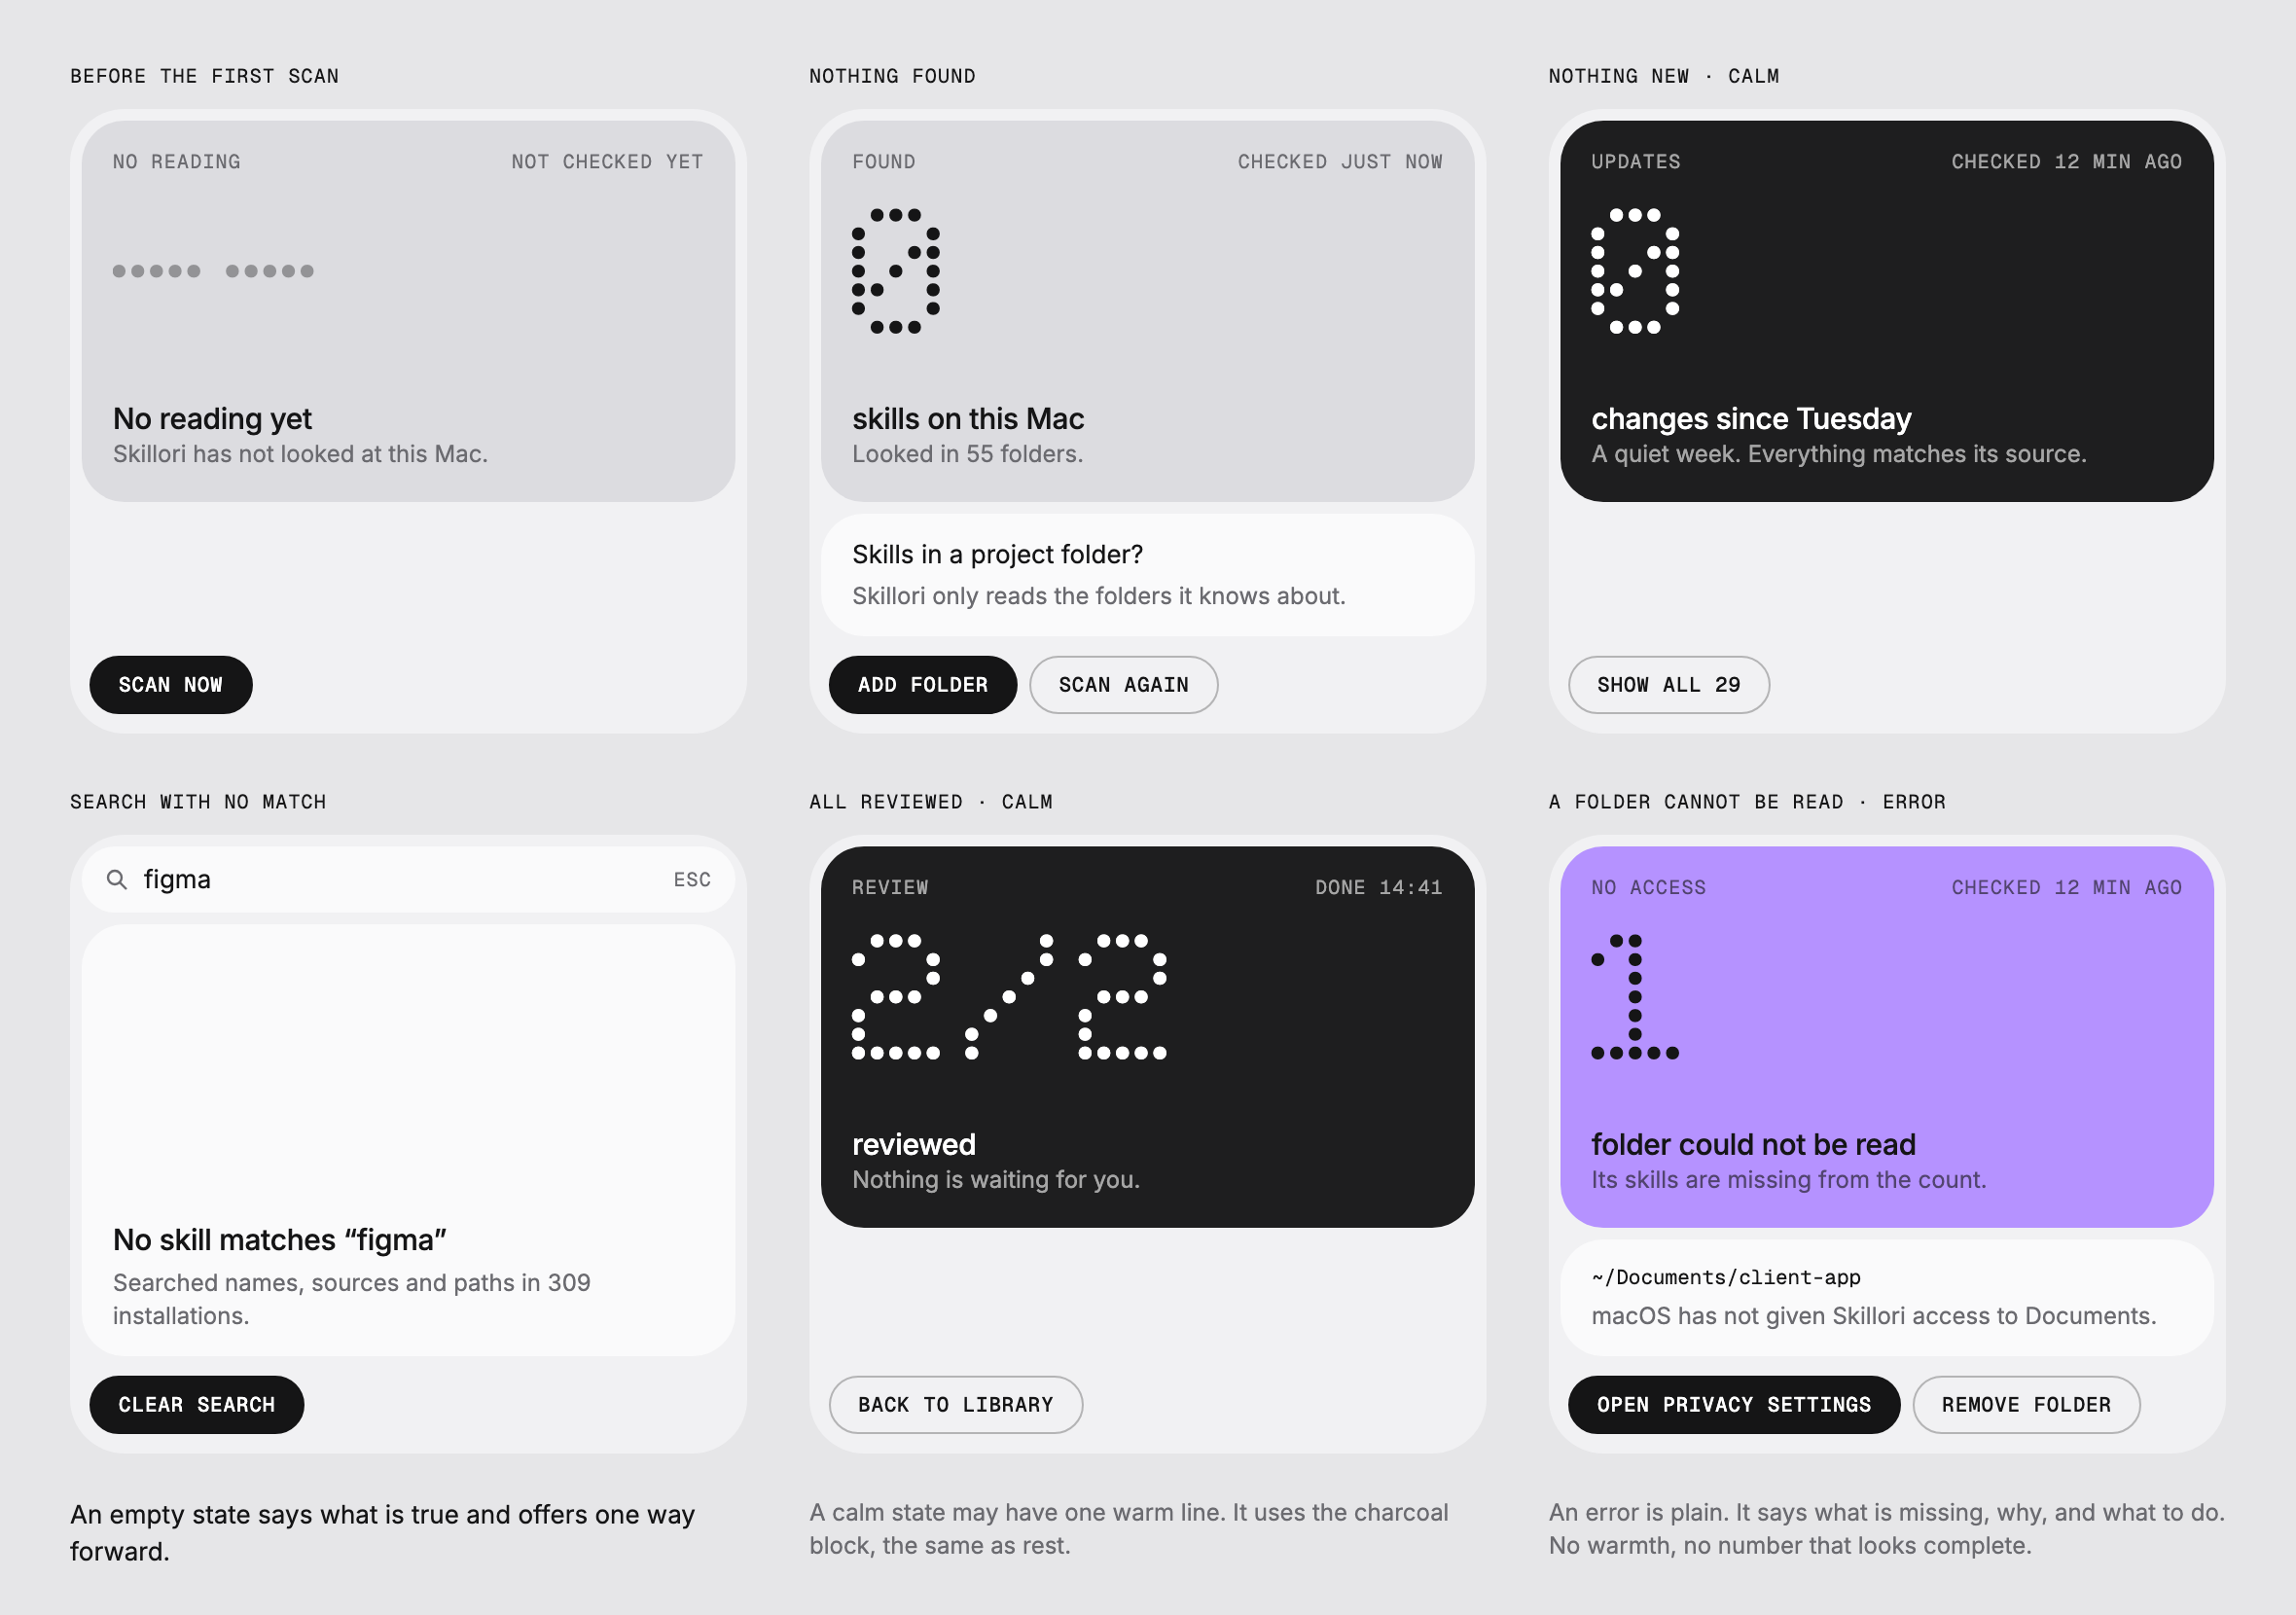 BEFORE THE FIRST SCAN
NO READING
NOT CHECKED YET
----- -----
No reading yet
Skillori has not looked at this Mac.
SCAN NOW
NOTHING FOUND
FOUND
CHECKED JUST NOW
0
skills on this Mac
Looked in 55 folders.
Skills in a project folder?
Skillori only reads the folders it knows about.
ADD FOLDER
SCAN AGAIN
NOTHING NEW · CALM
UPDATES
CHECKED 12 MIN AGO
0
changes since Tuesday
A quiet week. Everything matches its source.
SHOW ALL 29
SEARCH WITH NO MATCH
figma
ESC
No skill matches “figma”
Searched names, sources and paths in 309
installations.
CLEAR SEARCH
ALL REVIEWED · CALM
REVIEW
DONE 14:41
2/2
reviewed
Nothing is waiting for you.
BACK TO LIBRARY
A FOLDER CANNOT BE READ · ERROR
NO ACCESS
CHECKED 12 MIN AGO
1
folder could not be read
Its skills are missing from the count.
~/Documents/client-app
macOS has not given Skillori access to Documents.
OPEN PRIVACY SETTINGS
REMOVE FOLDER
An empty state says what is true and offers one way
forward.
A calm state may have one warm line. It uses the charcoal
block, the same as rest.
An error is plain. It says what is missing, why, and what to do.
No warmth, no number that looks complete.